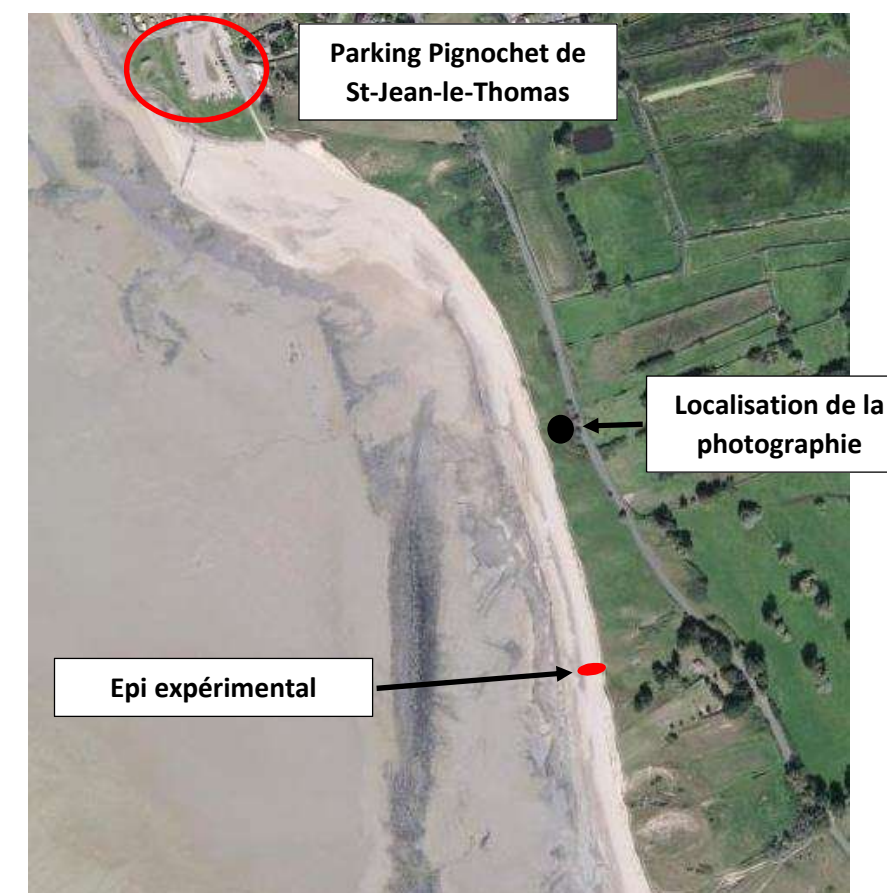 Parking Pignochet de
St-Jean-le-Thomas
Localisation de la
photographie
Epi expérimental